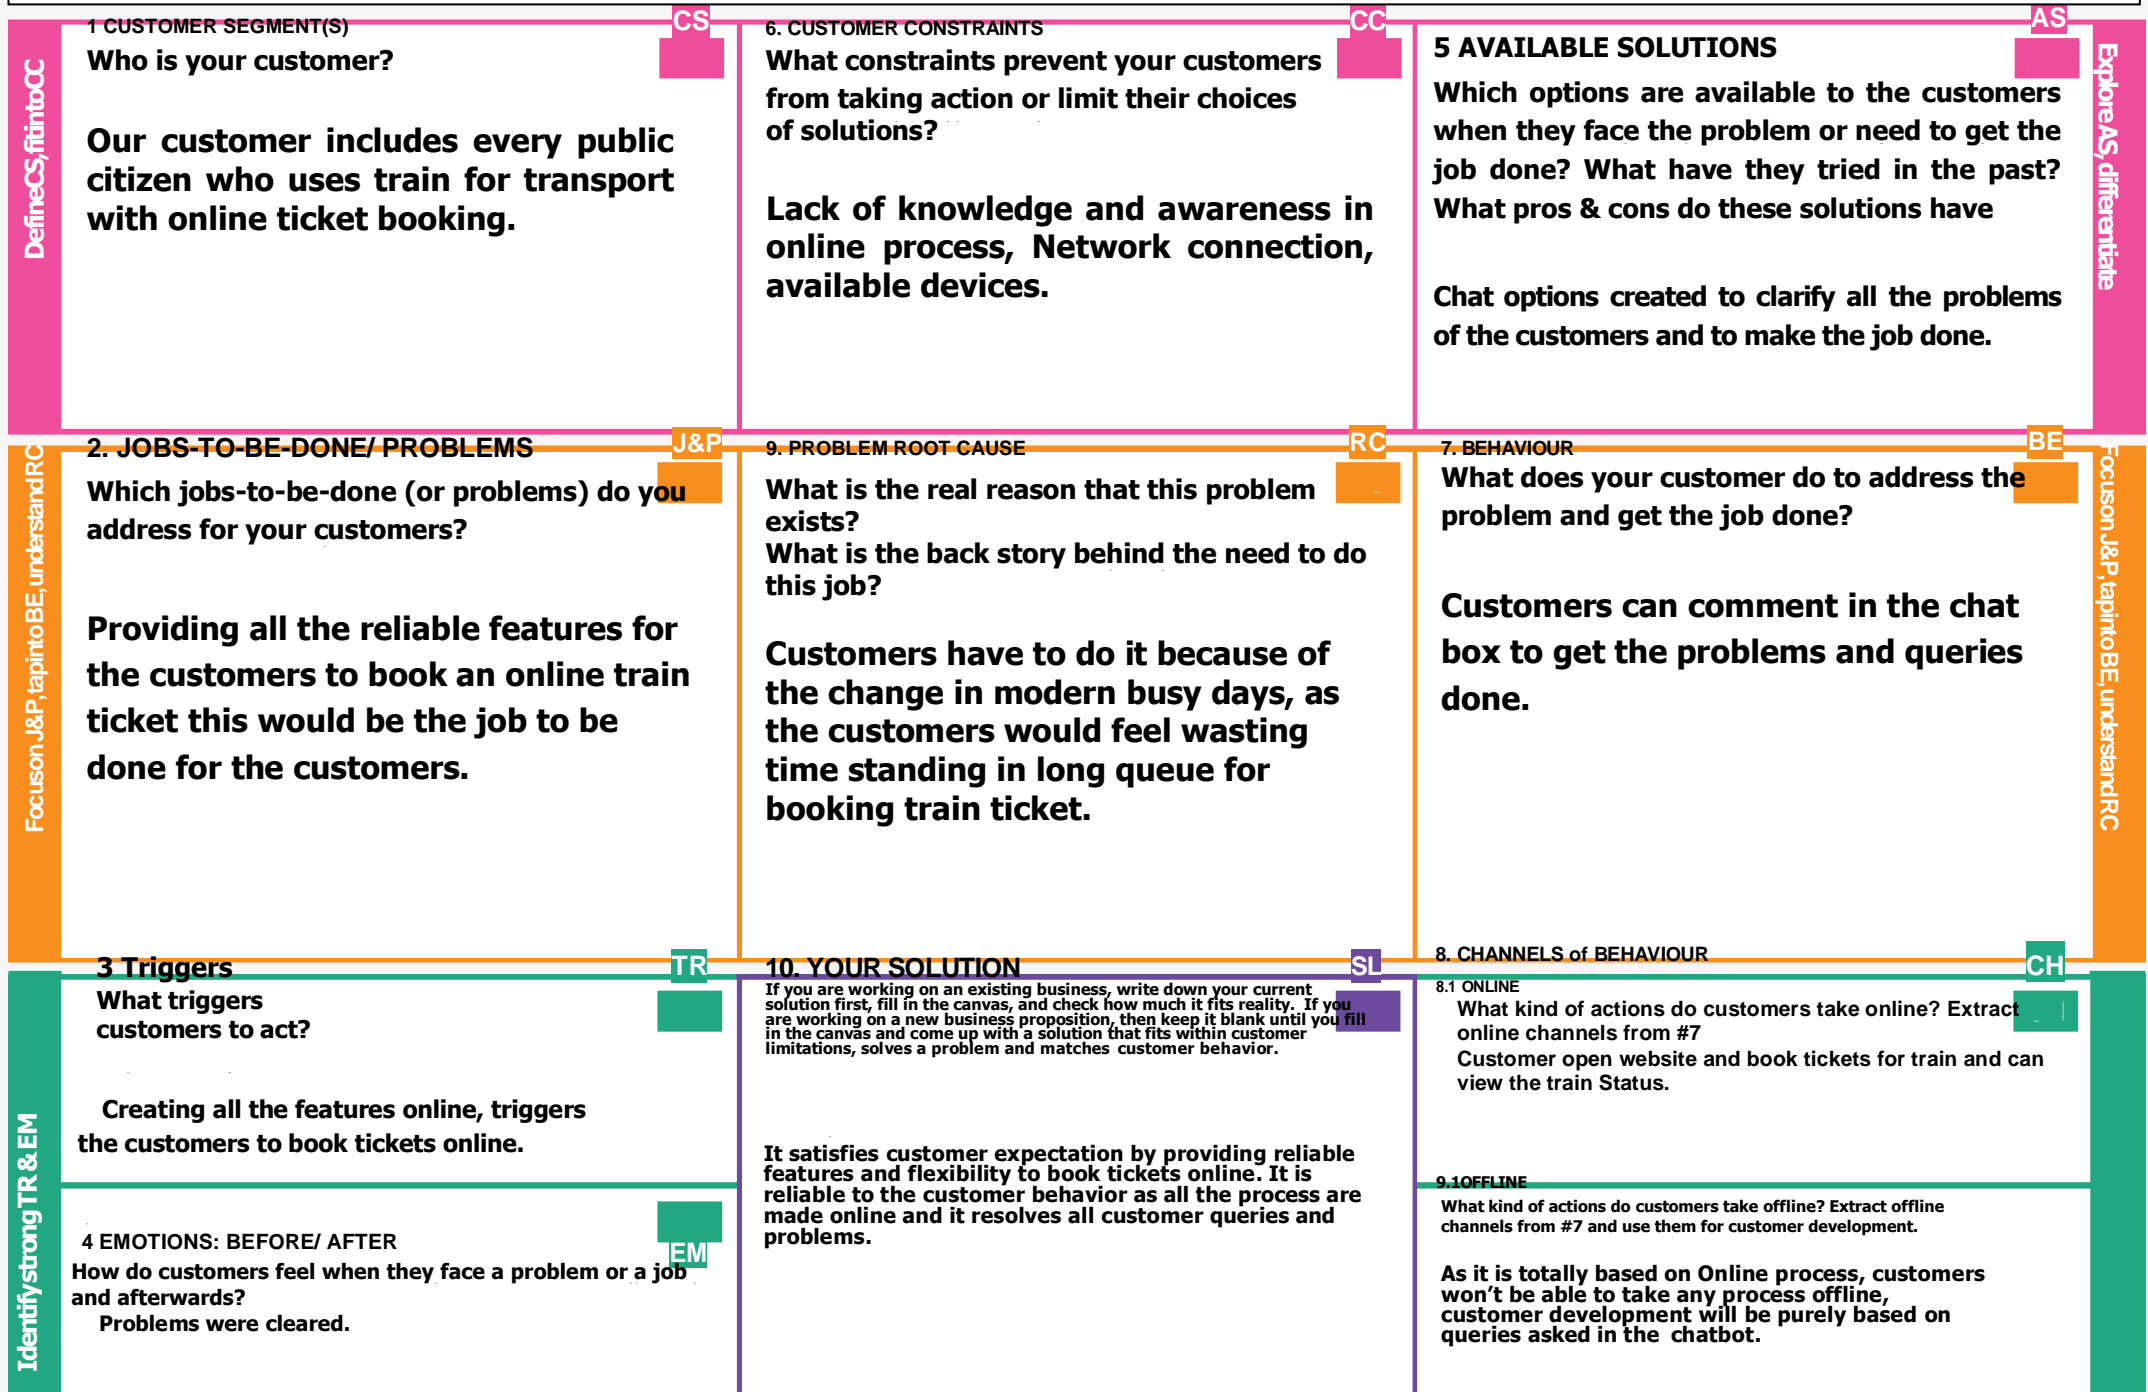 Define CS, fit into CC
1 CUSTOMER SEGMENT(S)
CS
Who is your customer?
Our customer includes every public
citizen who uses train for transport
with online ticket booking.
6. CUSTOMER CONSTRAINTS
CC
What constraints prevent your customers
from taking action or limit their choices
of solutions?
Lack of knowledge and awareness in
online process, Network connection,
available devices.
5 AVAILABLE SOLUTIONS
AS
Which options are available to the customers
when they face the problem or need to get the
job done? What have they tried in the past?
What pros & cons do these solutions have
Chat options created to clarify all the problems
of the customers and to make the job done.
Explore AS, differentiate
Focus on J&P, tap into BE, understand RC
2. JOBS-TO-BE-DONE/ PROBLEMS
J&P
Which jobs-to-be-done (or problems) do you
address for your customers?
Providing all the reliable features for
the customers to book an online train
ticket this would be the job to be
done for the customers.
9. PROBLEM ROOT CAUSE
RC
What is the real reason that this problem
exists?
What is the back story behind the need to do
this job?
Customers have to do it because of
the change in modern busy days, as
the customers would feel wasting
time standing in long queue for
booking train ticket.
7. BEHAVIOUR
BE
What does your customer do to address the
problem and get the job done?
Customers can comment in the chat
box to get the problems and queries
done.
Focus on J&P, tap into BE, understand RC
Identify strong TR & EM
3 Triggers
TR
What triggers
customers to act?
Creating all the features online, triggers
the customers to book tickets online.
4 EMOTIONS: BEFORE/ AFTER
EM
How do customers feel when they face a problem or a job
and afterwards?
Problems were cleared.
10. YOUR SOLUTION
SL
If you are working on an existing business, write down your current
solution first, fill in the canvas, and check how much it fits reality. If you
are working on a new business proposition, then keep it blank until you fill
in the canvas and come up with a solution that fits within customer
limitations, solves a problem and matches customer behavior.
It satisfies customer expectation by providing reliable
features and flexibility to book tickets online. It is
reliable to the customer behavior as all the process are
made online and it resolves all customer queries and
problems.
8. CHANNELS of BEHAVIOUR
CH
8.1 ONLINE
What kind of actions do customers take online? Extract
online channels from #7
Customer open website and book tickets for train and can
view the train Status.
9.1OFFLINE
What kind of actions do customers take offline? Extract offline
channels from #7 and use them for customer development.
As it is totally based on Online process, customers
won't be able to take any process offline,
customer development will be purely based on
queries asked in the chatbot.